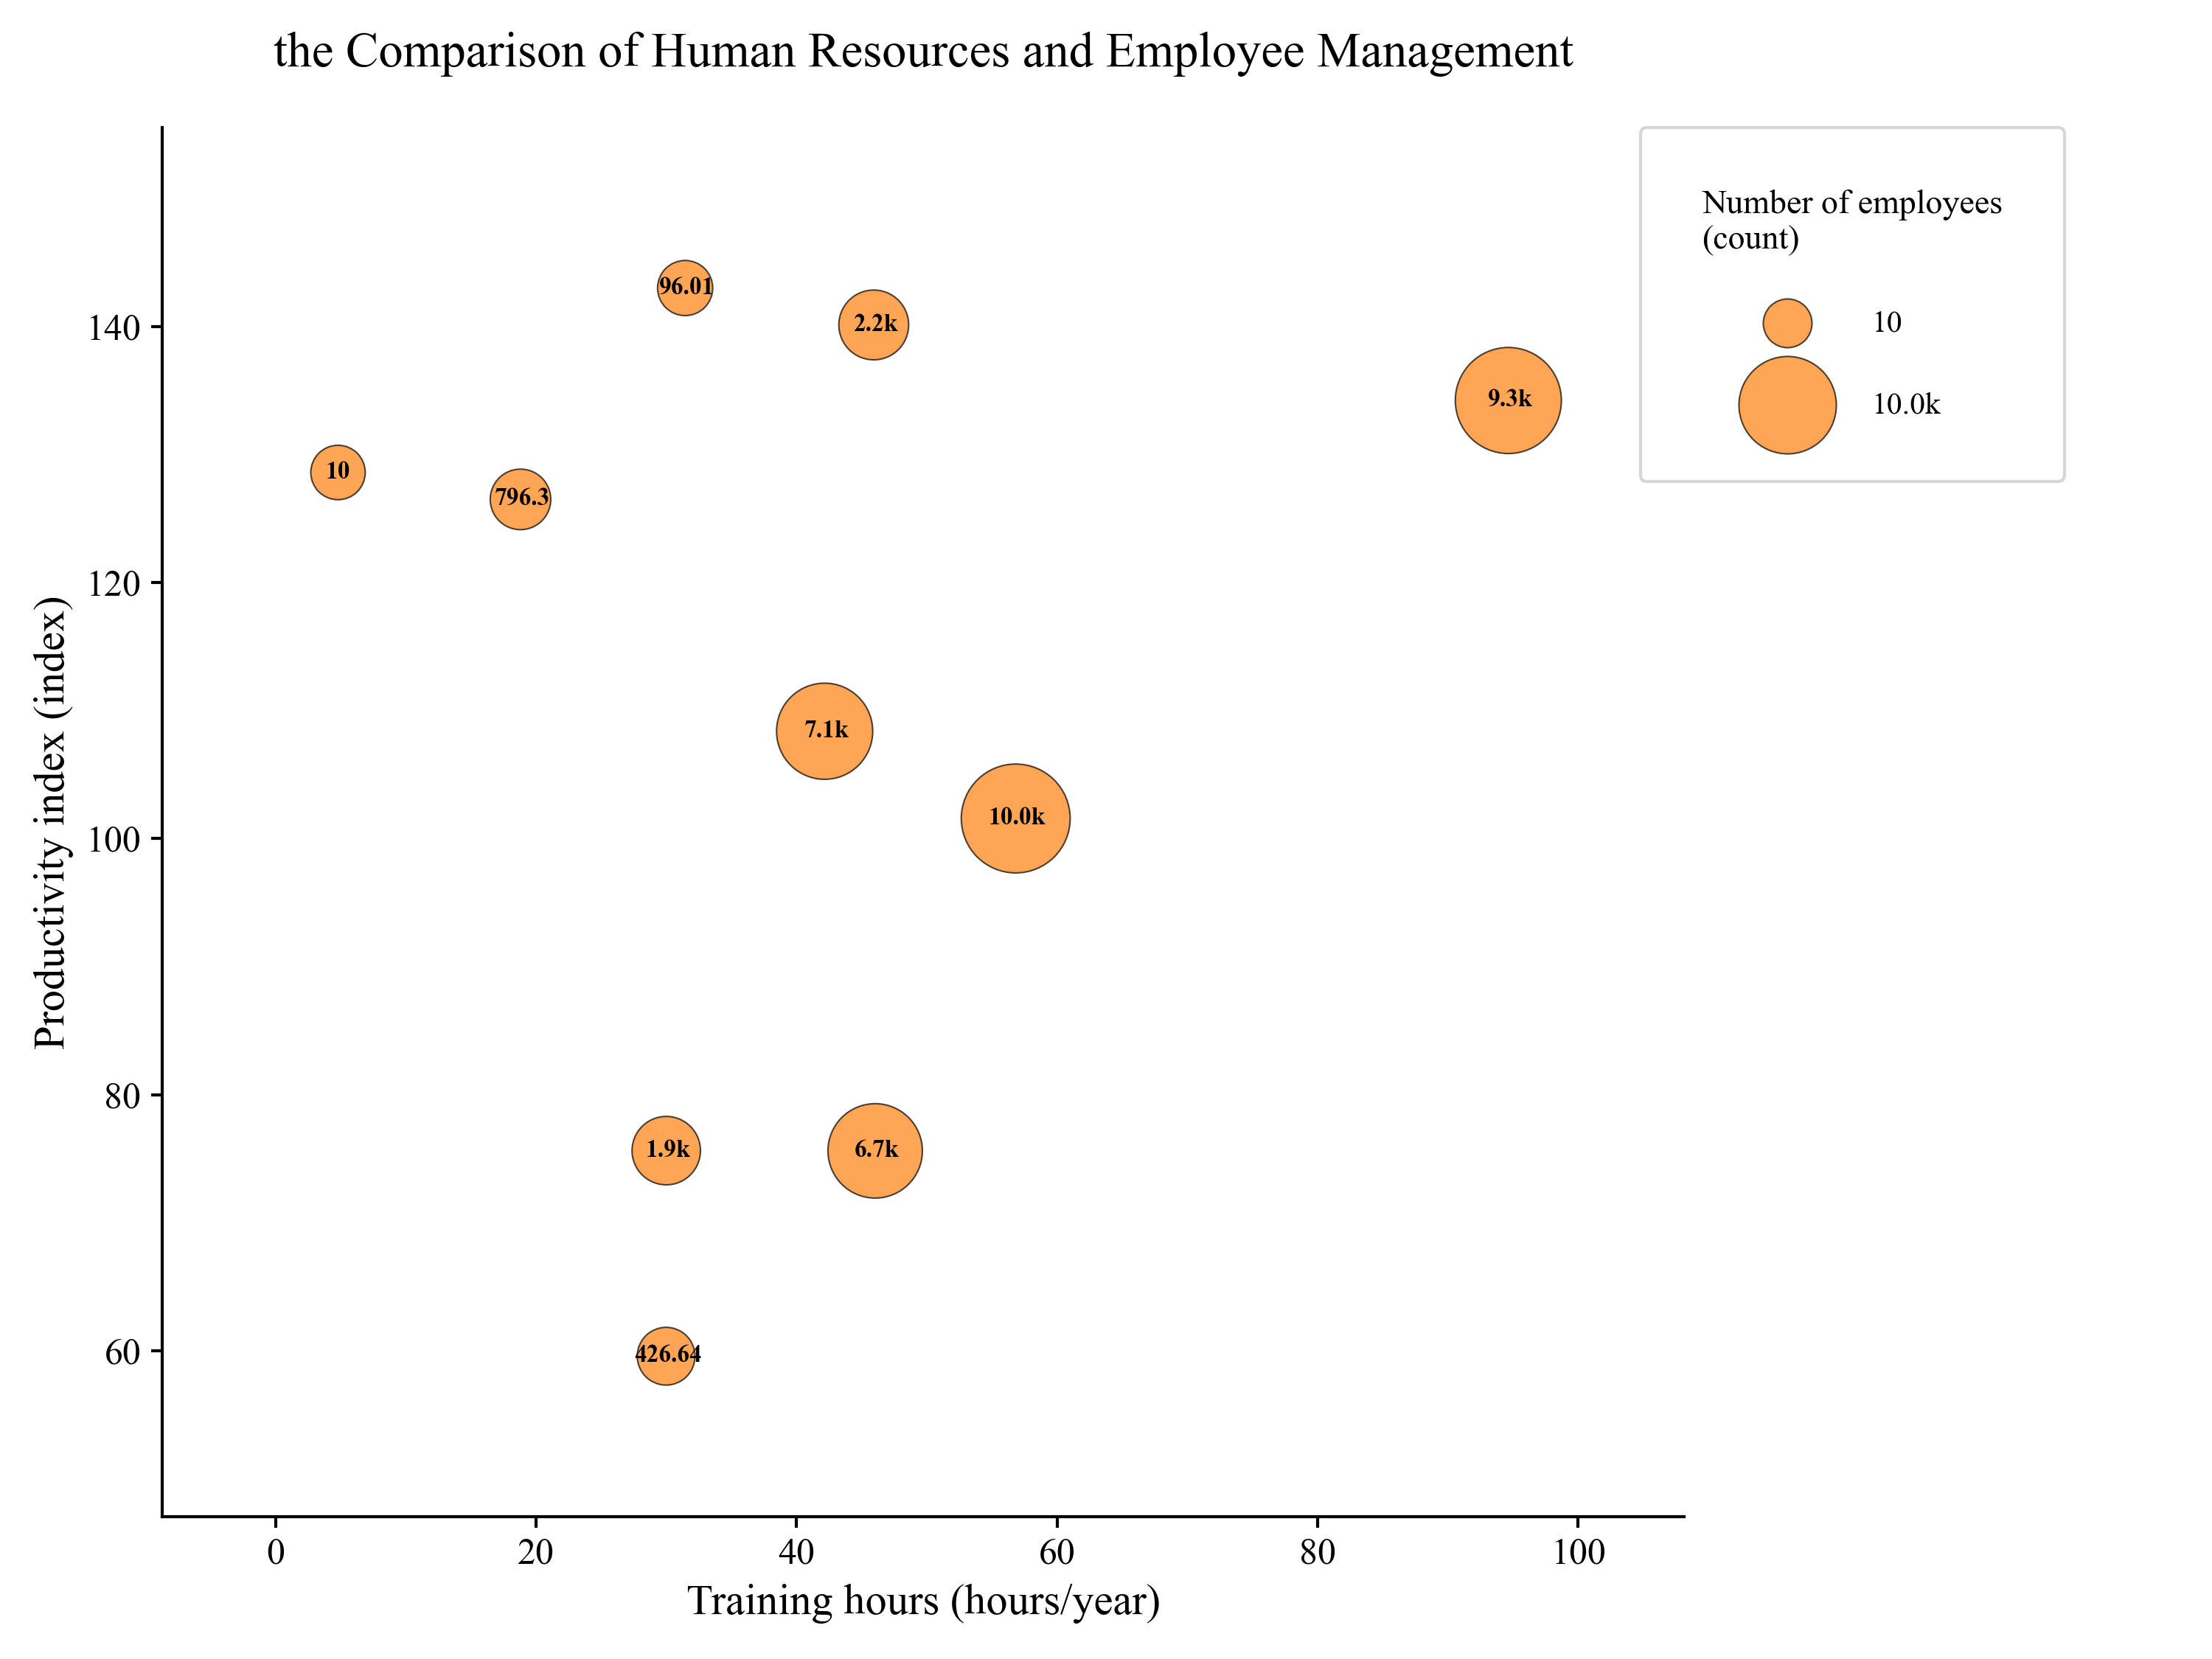 the Comparison of Human Resources and Employee Management
Number of employees
(count)
10
10.0k
Productivity index (index)
140
120
100
80
60
96.01
2.2k
9.3k
10
796.3
7.1k
10.0k
1.9k
6.7k
426.64
0
20
40
60
80
100
Training hours (hours/year)